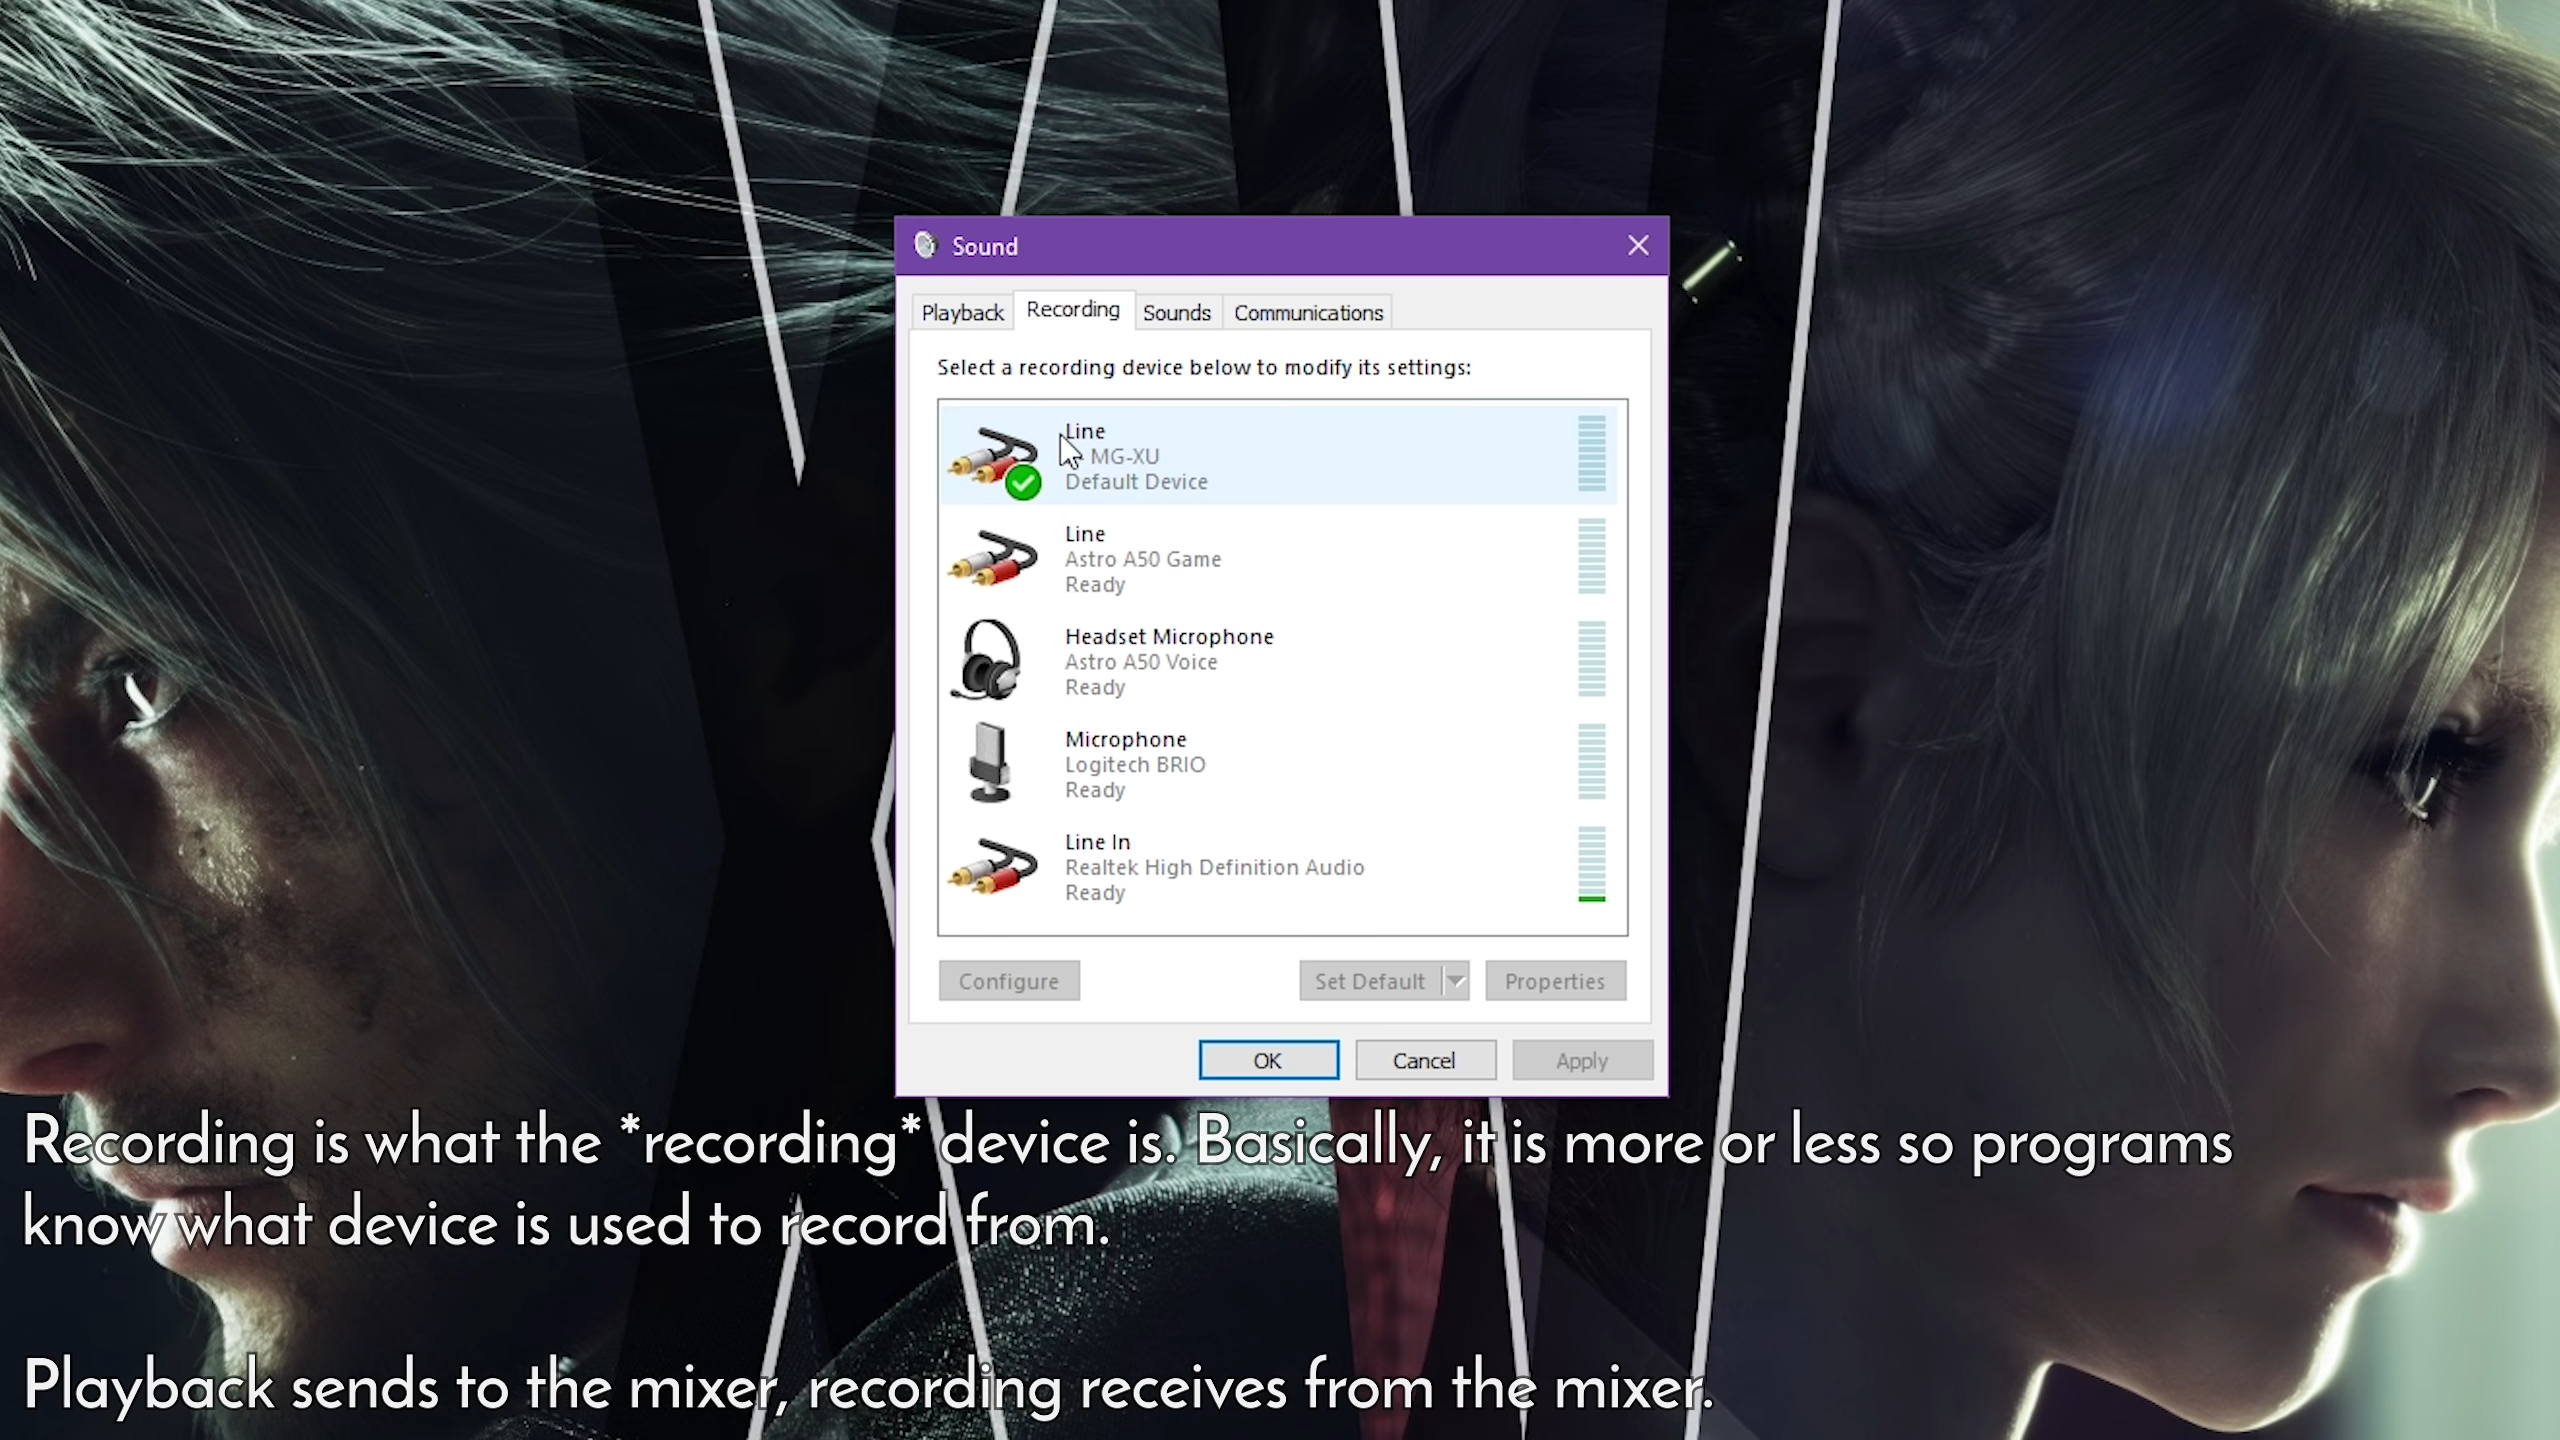 Sound
Playback
Recording
Sounds
Communications
Select a recording device below to modify its settings:
Line
MG-XU
Default Device
Line
Astro A50 Game
Ready
Headset Microphone
Astro A50 Voice
Ready
Microphone
Logitech BRIO
Ready
Line In
Realtek High Definition Audio
Ready
Configure
Set Default
Properties
OK
Cancel
Apply
Recording is what the *recording* device is. Basically, it is more or less so programs
know what device is used to record from.
Playback sends to the mixer, recording receives from the mixer.